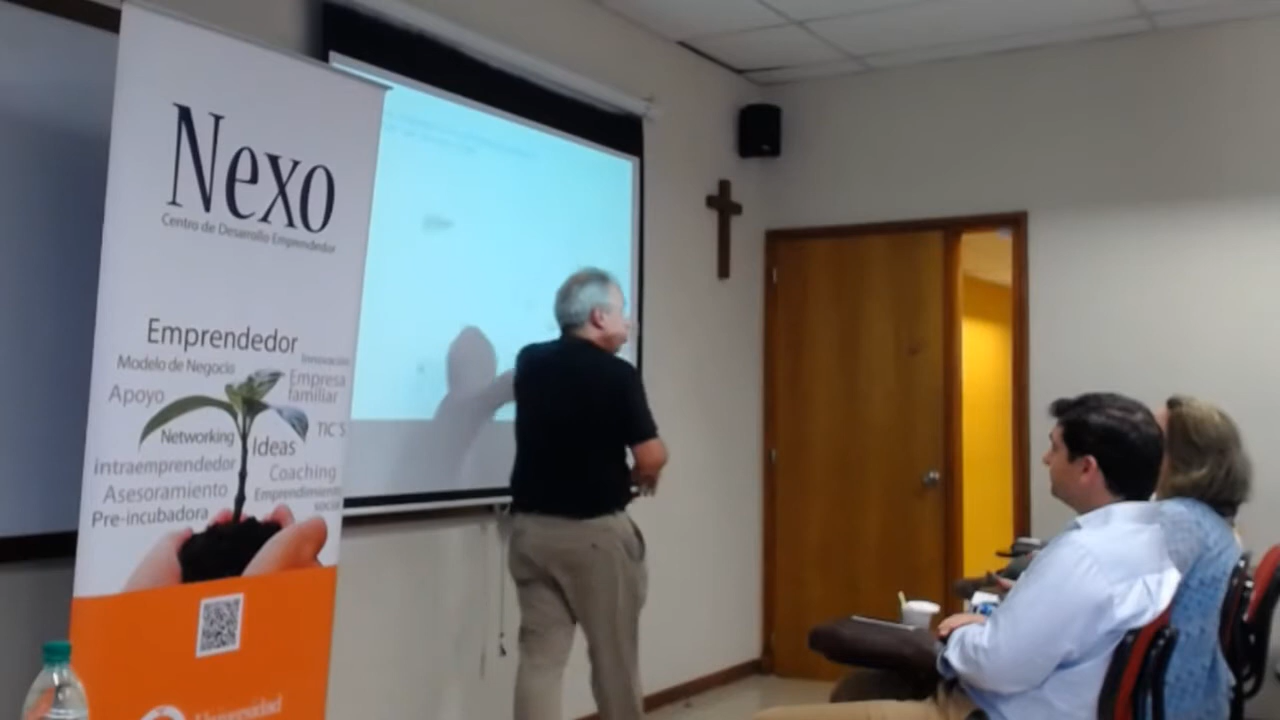 Nexo
Centro de Desarrollo Emprendedor
Emprendedor
Innovación
Modelo de Negocio
Empresa
familiar
Apoyo
TIC'S
Networking
Ideas
Intraemprendedor
Coaching
Asesoramiento
Emprendimiento
social
Pre-incubadora
Universidad